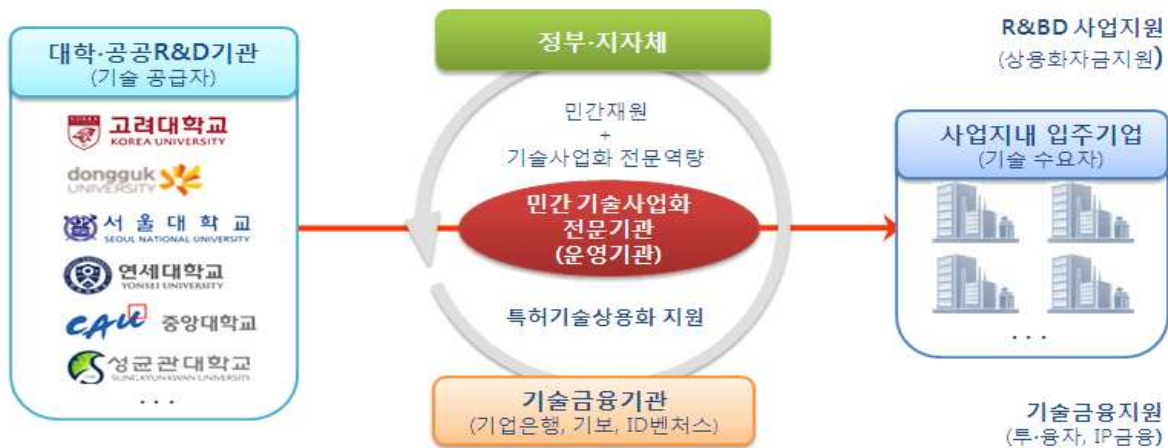 대학·공공R&D기관
(기술 공급자)
고려대학교
KOREA UNIVERSITY
dongguk
UNIVERSITY
서울대학교
SEOUL NATIONAL UNIVERSITY
연세대학교
YONSEI UNIVERSITY
CAU 중앙대학교
성균관대학교
SUNGKYUNKWAN UNIVERSITY
...
정부·지자체
민간재원
+
기술사업화 전문역량
민간 기술사업화
전문기관
(운영기관)
특허기술상용화 지원
기술금융기관
(기업은행, 기보, ID벤처스)
R&BD 사업지원
(상용화자금지원)
사업지내 입주기업
(기술 수요자)
...
기술금융지원
(투·융자, IP금융)